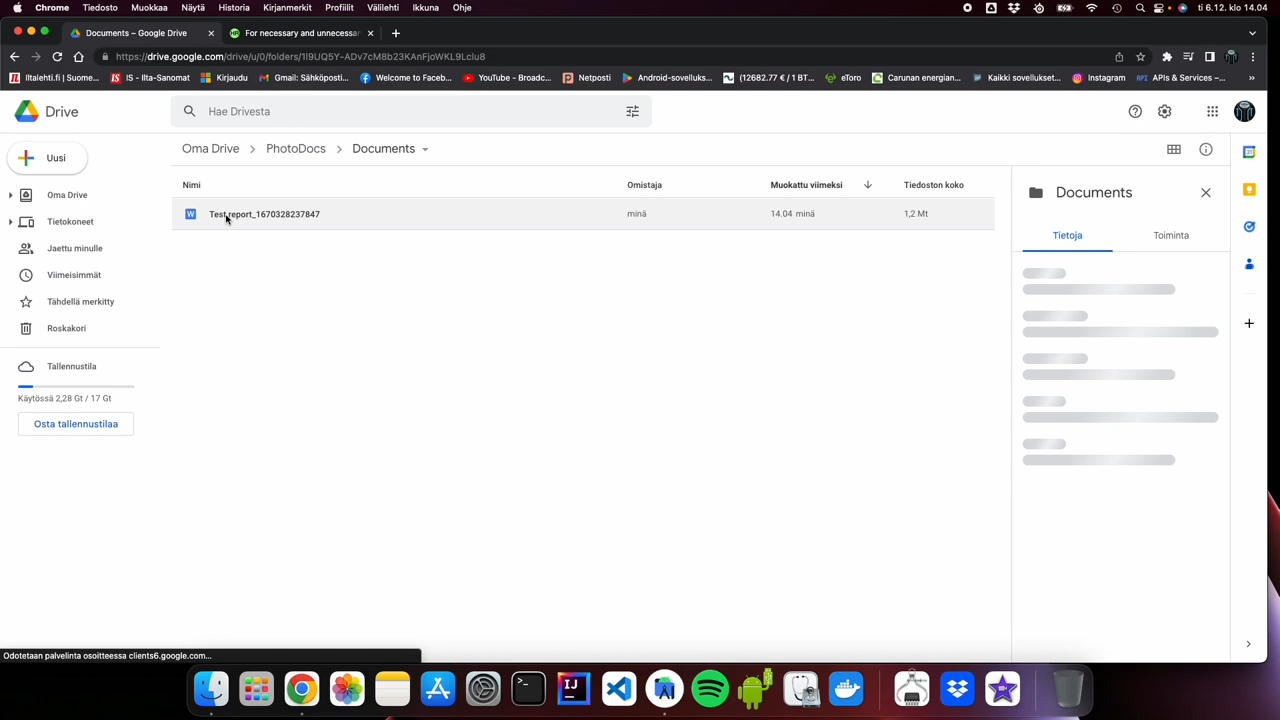 Chrome Tiedosto Muokkaa Näytä Historia Kirjanmerkit Profiilit Välilehti Ikkuna Ohje ti 6.12. klo 14.04
Documents – Google Drive For necessary and unnecessar
https://drive.google.com/drive/u/0/folders/1l9UQ5Y-ADv7cM8b23KAnFjoWKL9Lclu8
Iltalehti.fi | Suome... IS - Ilta-Sanomat Kirjaudu Gmail: Sähköposti... Welcome to Faceb... YouTube - Broadc... Netposti Android-sovelluks... (12682.77 € / 1 BT... eToro Carunan energian... Kaikki sovellukset... Instagram API APIs & Services –... »
Drive
Hae Drivesta
Uusi
Oma Drive
Tietokoneet
Jaettu minulle
Viimeisimmät
Tähdellä merkitty
Roskakori
Tallennustila
Käytössä 2,28 Gt / 17 Gt
Osta tallennustilaa
Oma Drive > PhotoDocs > Documents
Nimi Omistaja Muokattu viimeksi Tiedoston koko
W Test report_1670328237847 minä 14.04 minä 1,2 Mt
Documents
Tietoja Toiminta
Odotetaan palvelinta osoitteessa clients6.google.com...